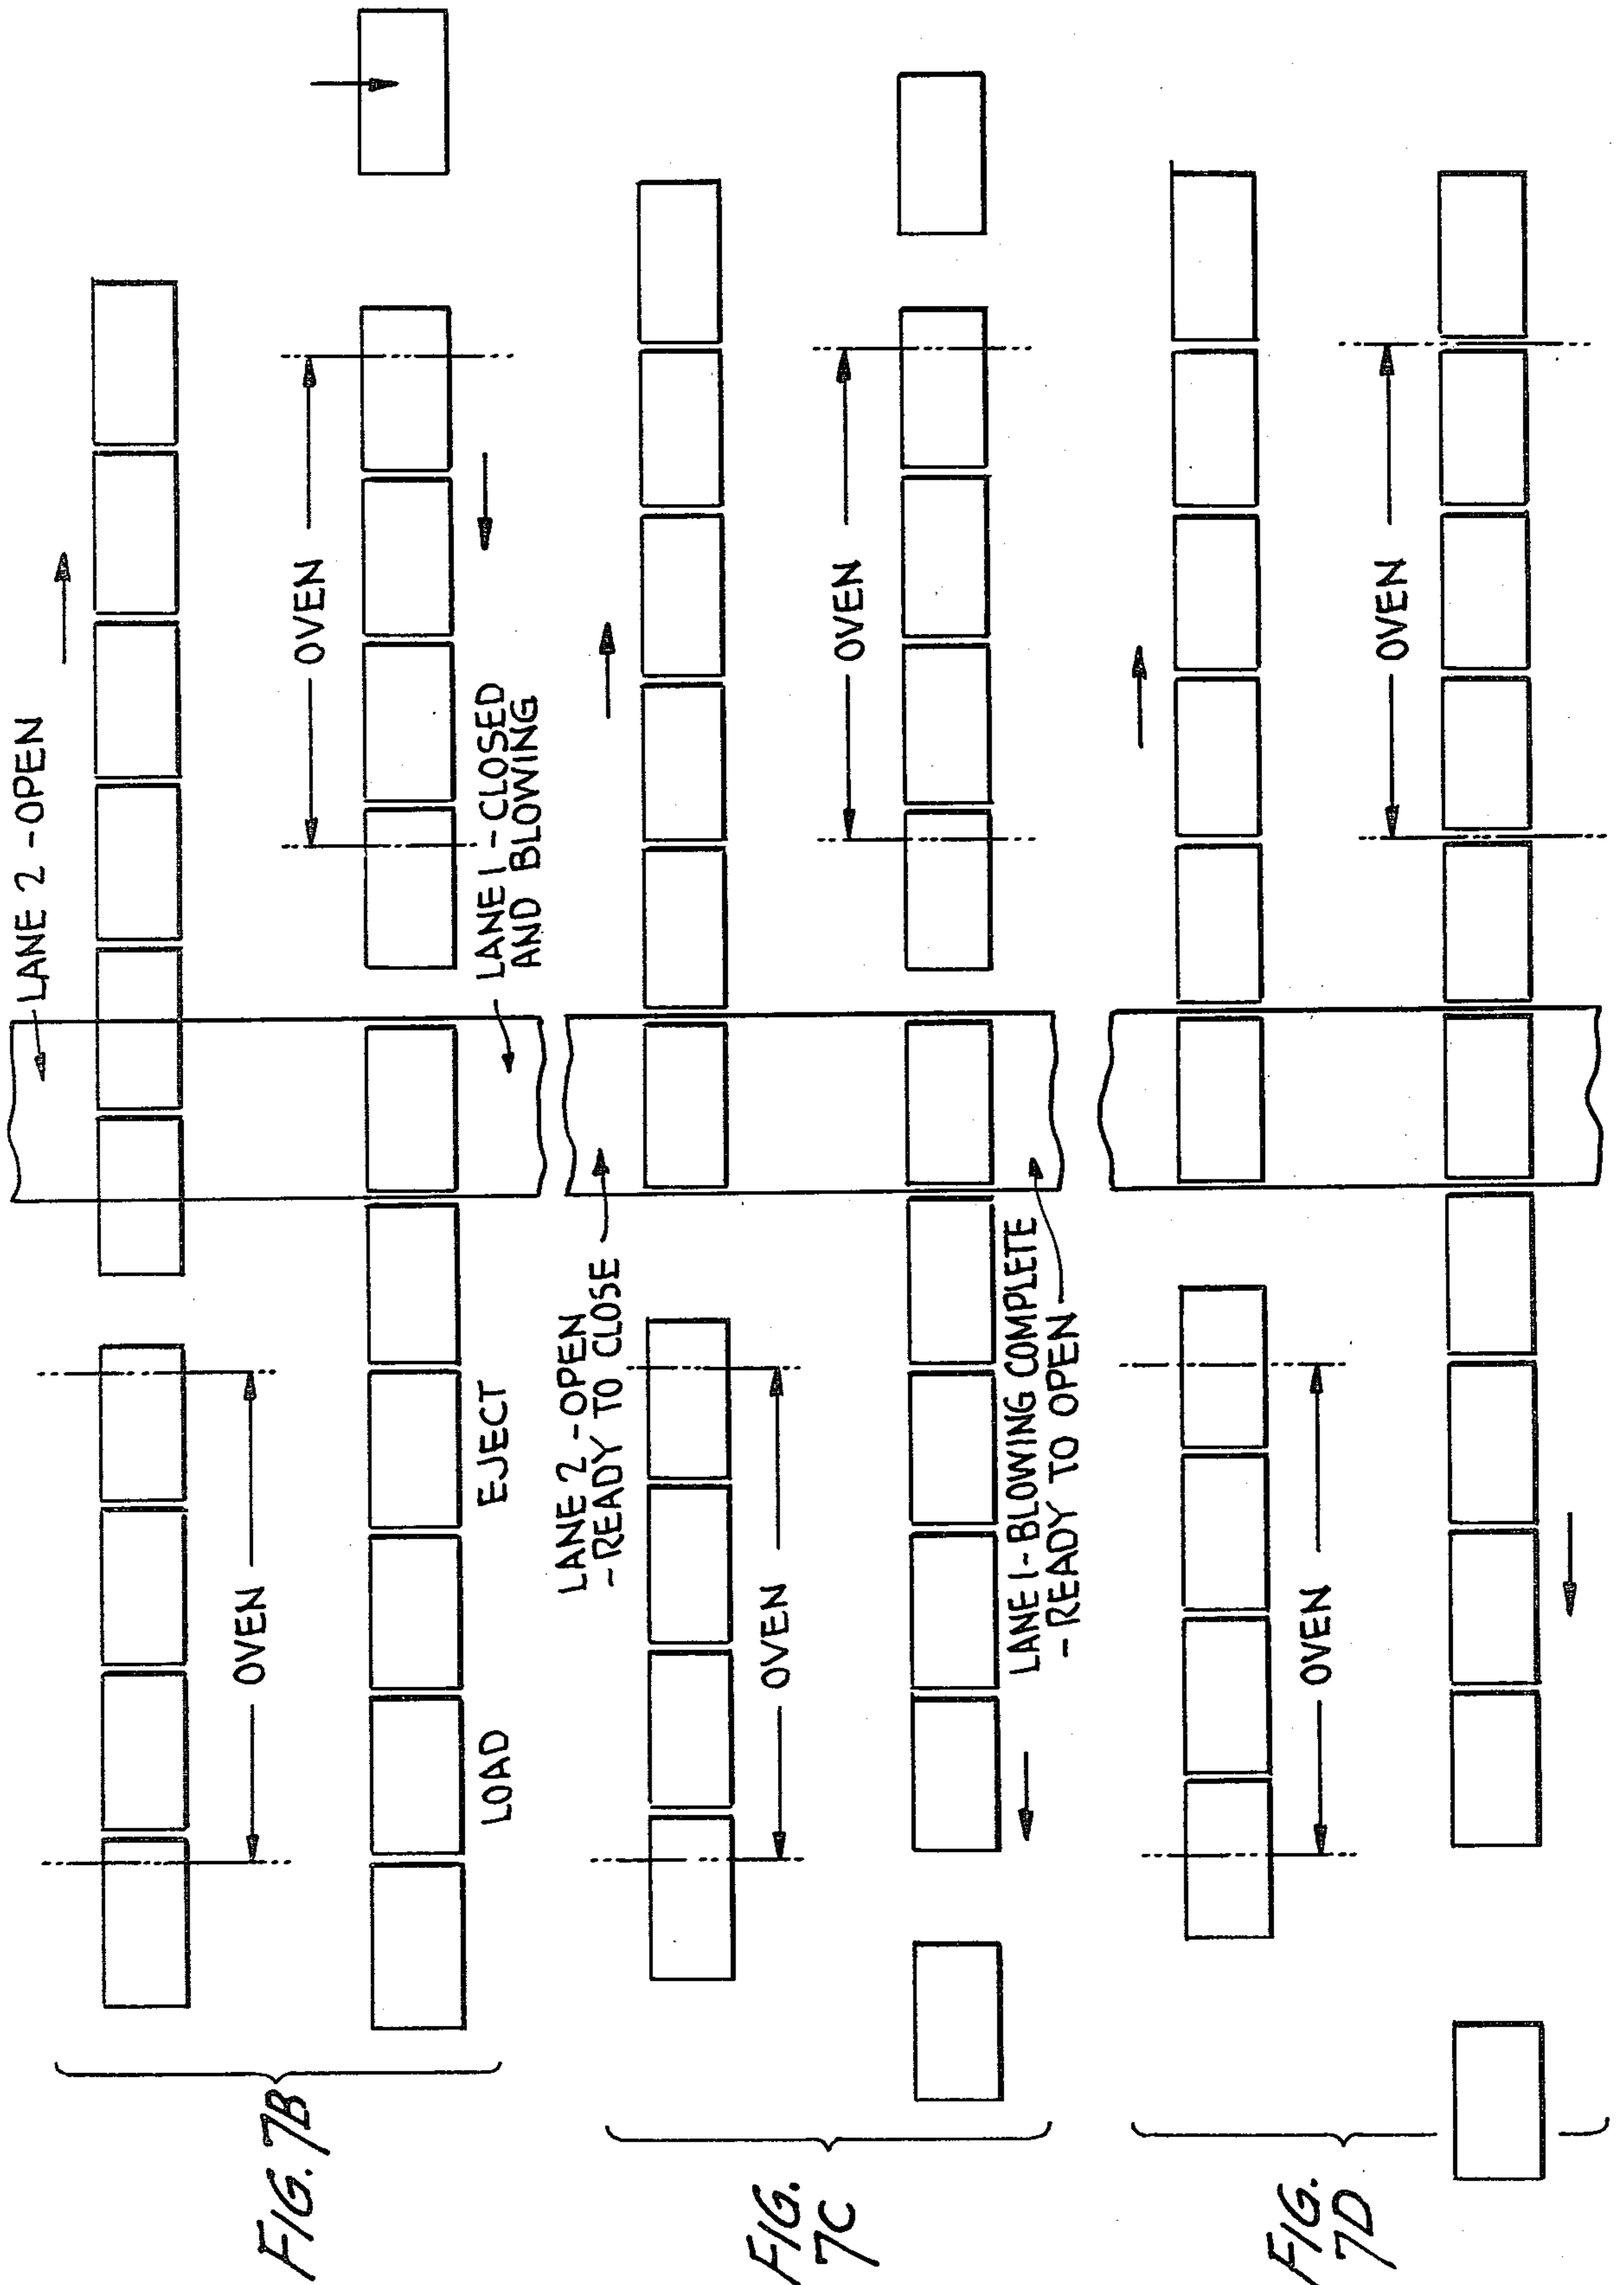 LANE 2 - OPEN
OVEN
LANE 1 - CLOSED
AND BLOWING
OVEN
LOAD
EJECT
FIG. 7B
LANE 2 - OPEN
- READY TO CLOSE
OVEN
OVEN
LANE 1 - BLOWING COMPLETE
- READY TO OPEN
FIG.
7C
OVEN
OVEN
FIG.
7D